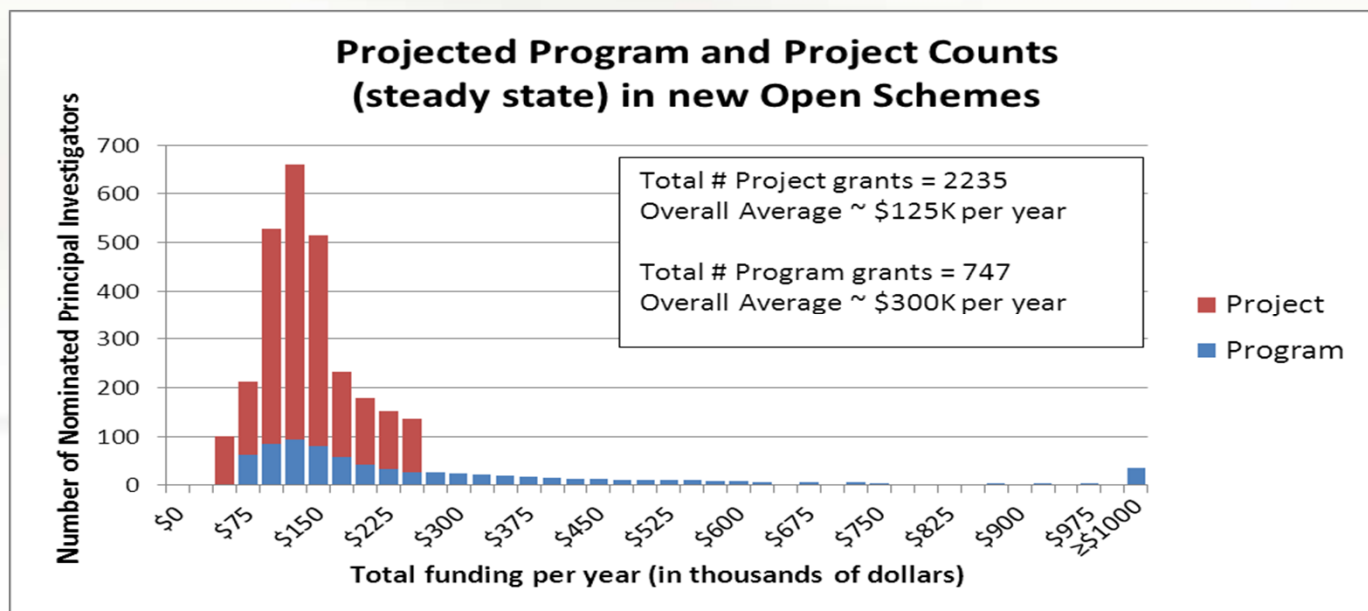 Projected Program and Project Counts
(steady state) in new Open Schemes
Number of Nominated Principal Investigators
700
600
500
400
300
200
100
0
Total # Project grants = 2235
Overall Average ~ $125K per year
Total # Program grants = 747
Overall Average ~ $300K per year
Project
Program
$0
$75
$150
$225
$300
$375
$450
$525
$600
$675
$750
$825
$900
$975
≥$1000
Total funding per year (in thousands of dollars)